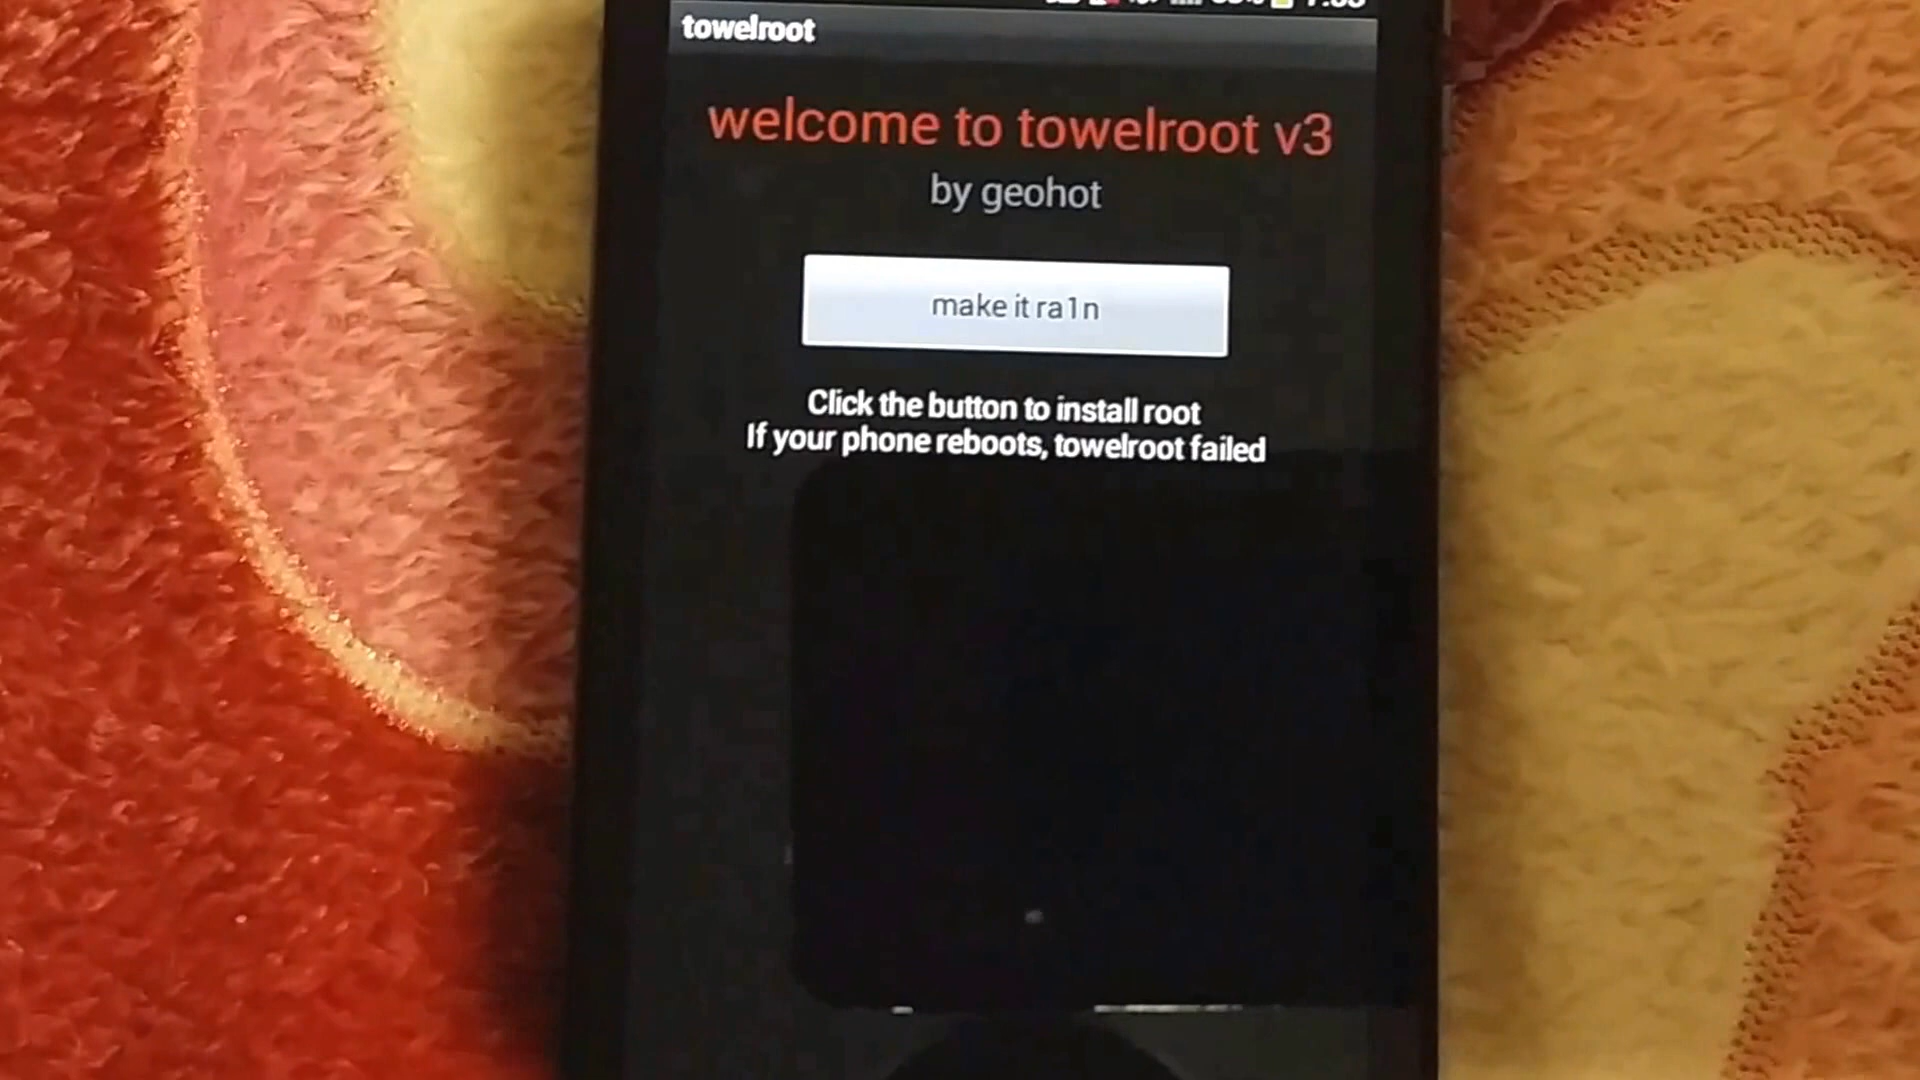 towelroot
welcome to towelroot v3
by geohot
make it ra1n
Click the button to install root
If your phone reboots, towelroot failed